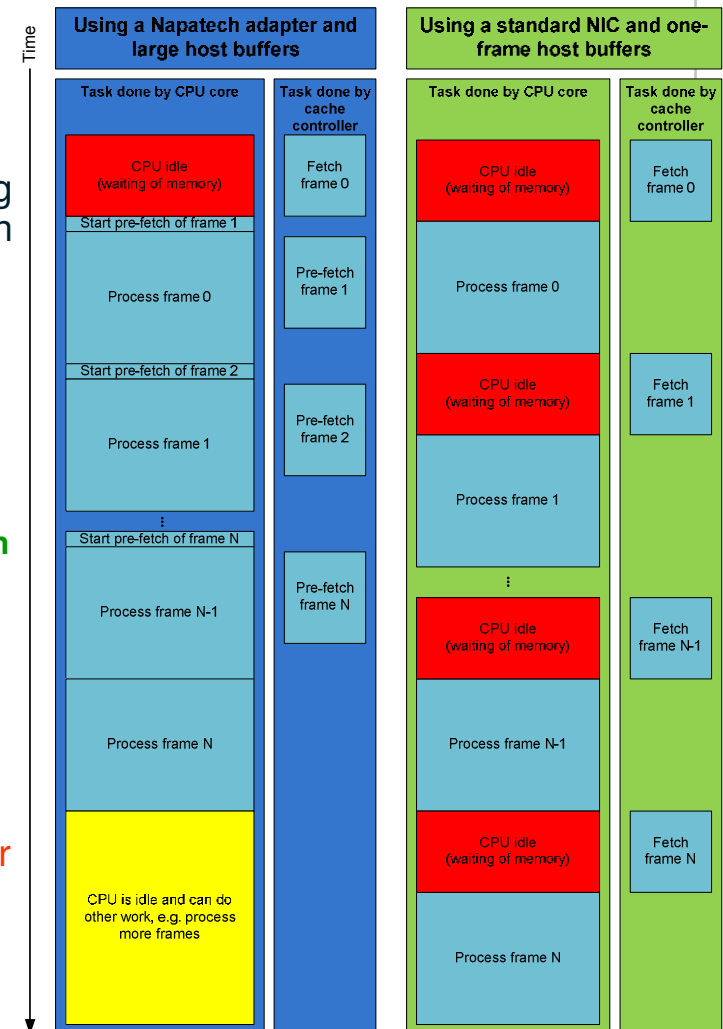 Time
g
n
n
r
Using a Napatech adapter and
large host buffers
Task done by CPU core
Task done by
cache
controller
CPU idle
(waiting of memory)
Fetch
frame 0
Start pre-fetch of frame 1
Process frame 0
Pre-fetch
frame 1
Start pre-fetch of frame 2
Process frame 1
Pre-fetch
frame 2
...
Start pre-fetch of frame N
Process frame N-1
Pre-fetch
frame N
Process frame N
CPU is idle and can do
other work, e.g. process
more frames
Using a standard NIC and one-
frame host buffers
Task done by CPU core
Task done by
cache
controller
CPU idle
(waiting of memory)
Fetch
frame 0
Process frame 0
CPU idle
(waiting of memory)
Fetch
frame 1
Process frame 1
...
CPU idle
(waiting of memory)
Fetch
frame N-1
Process frame N-1
CPU idle
(waiting of memory)
Fetch
frame N
Process frame N